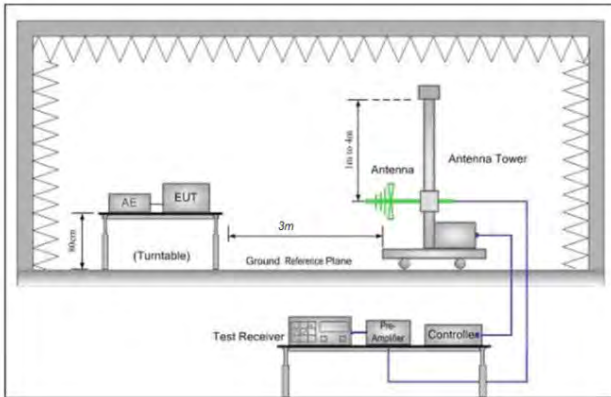 1m to 4m
Antenna
Antenna Tower
AE
EUT
80cm
(Turntable)
3m
Ground Reference Plane
Test Receiver
Pre-
Amplifier
Controller